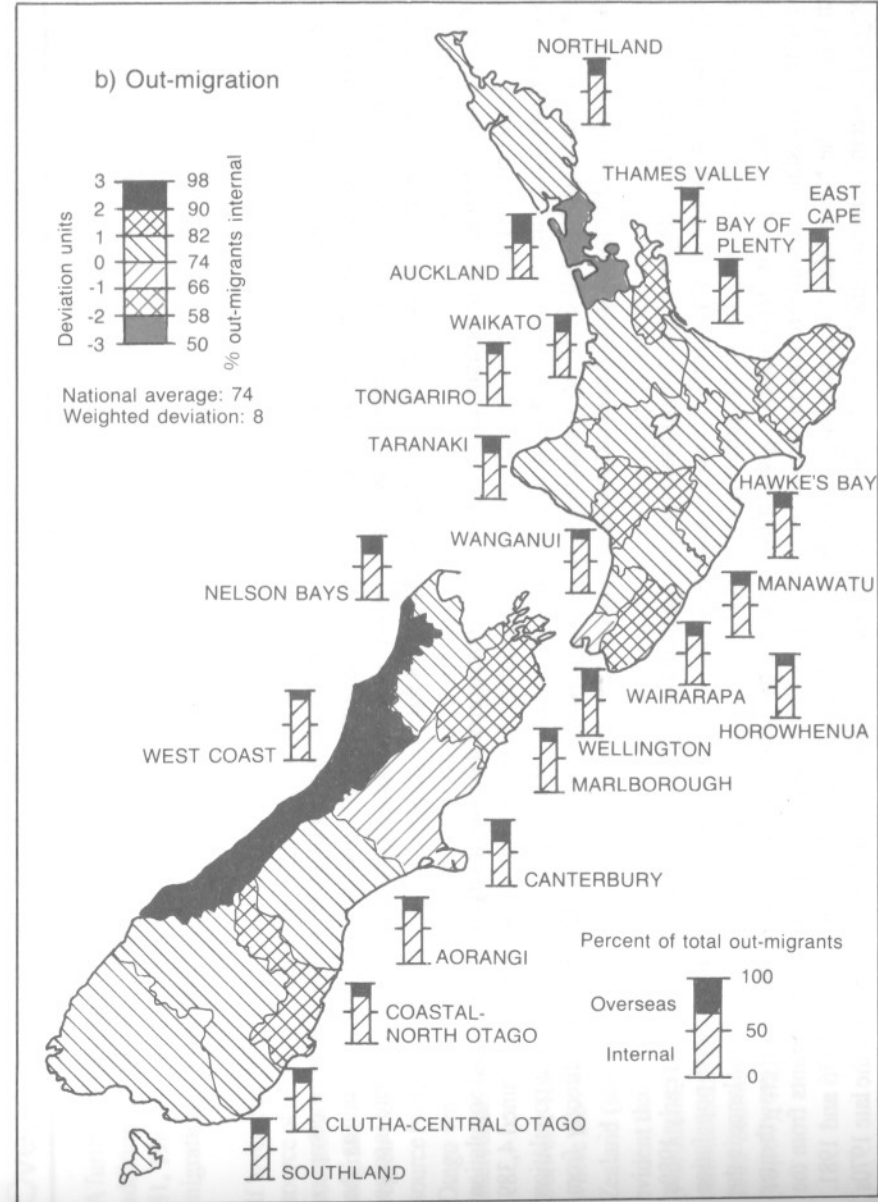 b) Out-migration
Deviation units
3
2
1
0
-1
-2
-3
98
90
82
74
66
58
50
% out-migrants internal
National average: 74
Weighted deviation: 8
NORTHLAND
THAMES VALLEY
EAST
CAPE
BAY OF
PLENTY
AUCKLAND
WAIKATO
TONGARIRO
TARANAKI
HAWKE'S BAY
WANGANUI
NELSON BAYS
MANAWATU
WAIRARAPA
HOROWHENUA
WEST COAST
WELLINGTON
MARLBOROUGH
CANTERBURY
AORANGI
COASTAL-
NORTH OTAGO
CLUTHA-CENTRAL OTAGO
SOUTHLAND
Percent of total out-migrants
Overseas
Internal
100
50
0